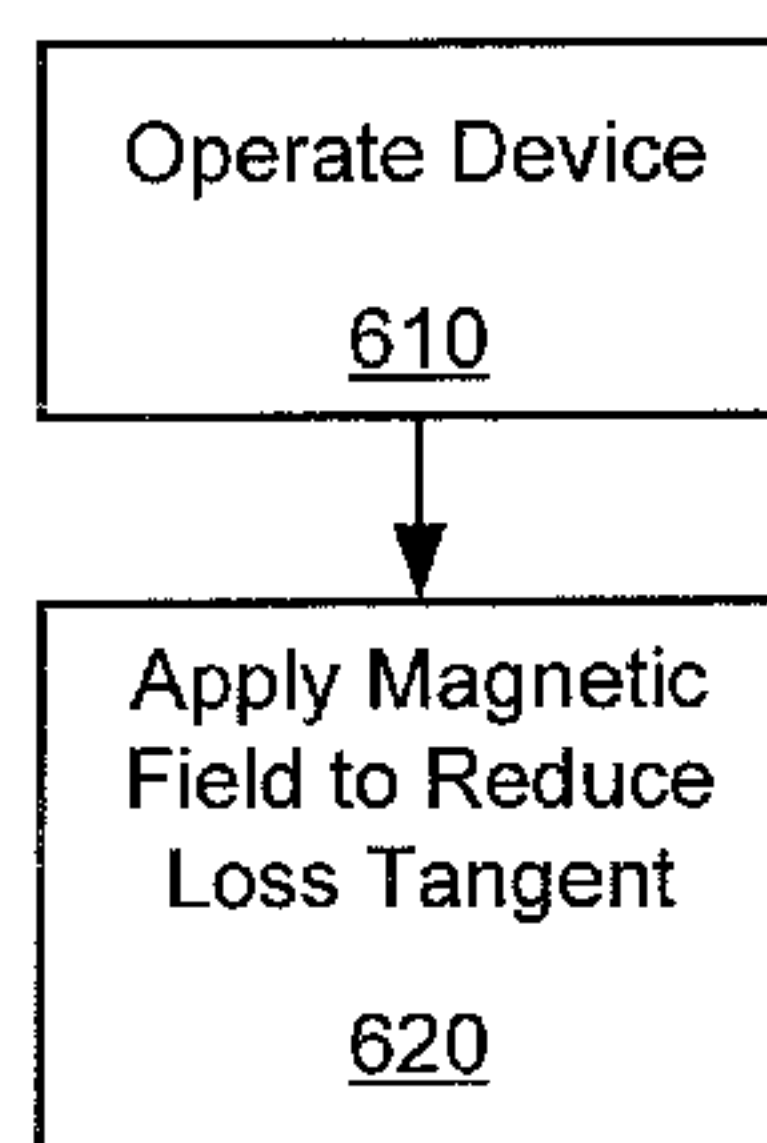 Operate Device
610
Apply Magnetic
Field to Reduce
Loss Tangent
620